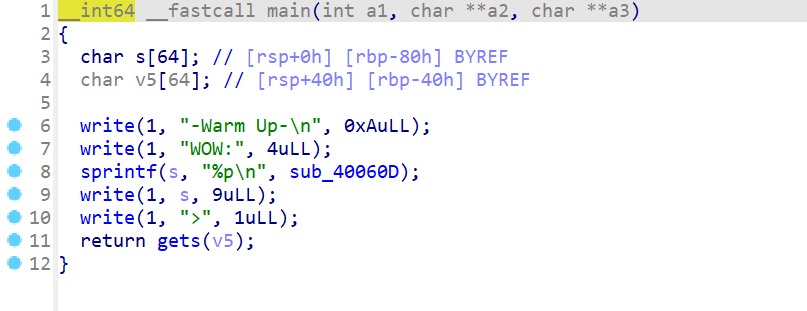 1 __int64 __fastcall main(int a1, char **a2, char **a3)
2 {
3 char s[64]; // [rsp+0h] [rbp-80h] BYREF
4 char v5[64]; // [rsp+40h] [rbp-40h] BYREF
5
6 write(1, "-Warm Up-\n", 0xAuLL);
7 write(1, "WOW:", 4uLL);
8 sprintf(s, "%p\n", sub_40060D);
9 write(1, s, 9uLL);
10 write(1, ">", 1uLL);
11 return gets(v5);
12 }